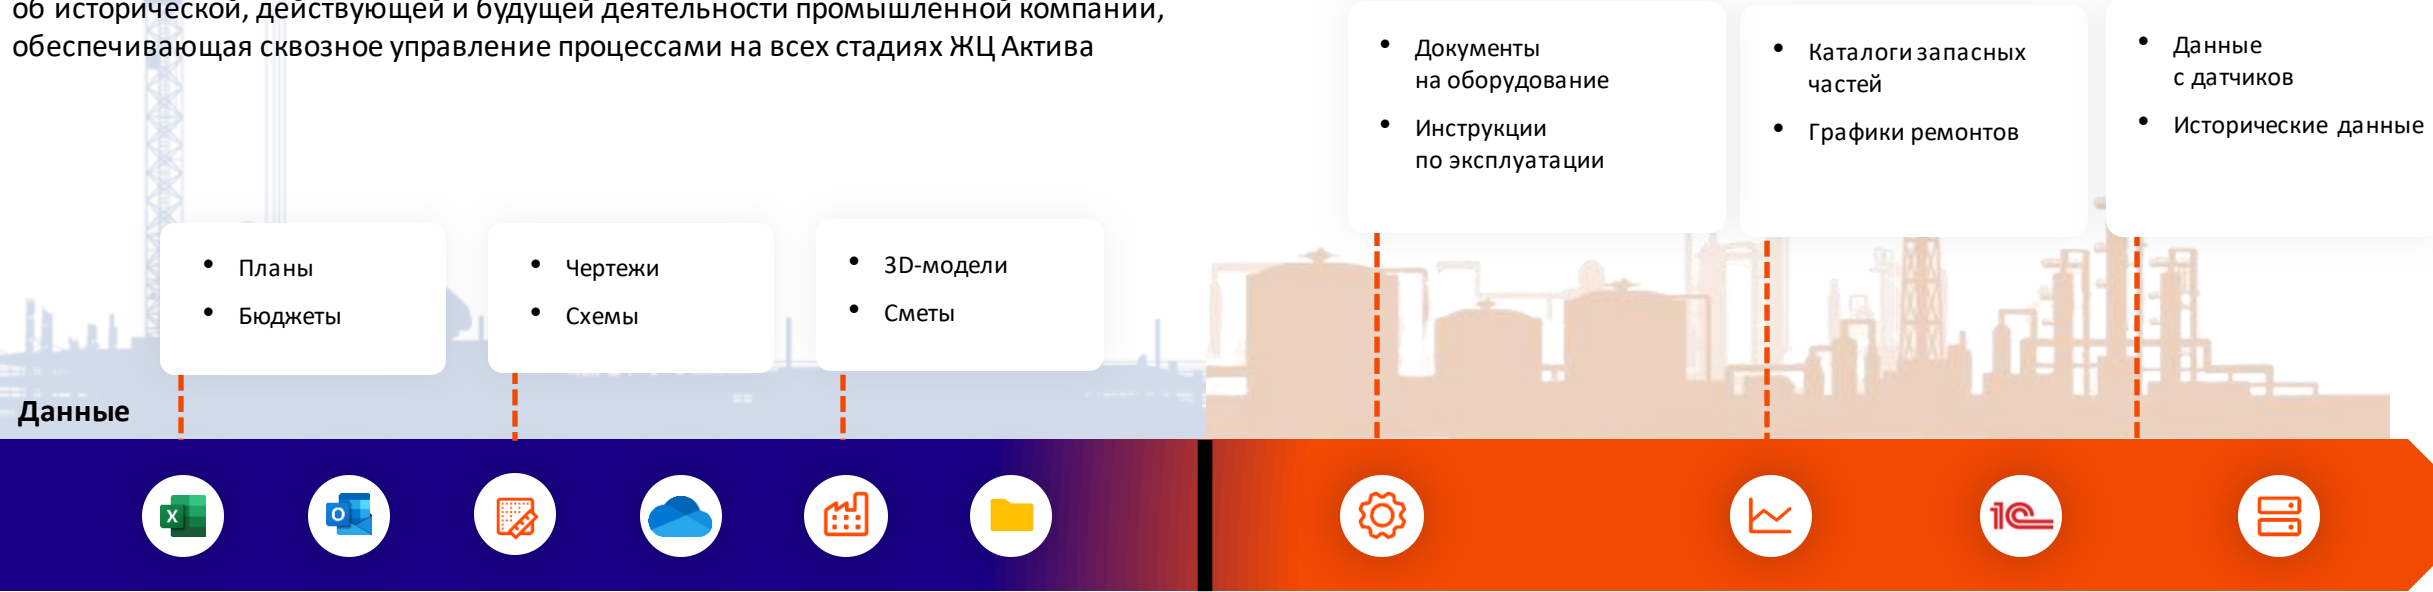 об исторической, действующей и будущей деятельности промышленной компании,
обеспечивающая сквозное управление процессами на всех стадиях ЖЦ Актива
• Документы
на оборудование
• Инструкции
по эксплуатации
• Каталоги запасных
частей
• Графики ремонтов
• Данные
с датчиков
• Исторические данные
• Планы
• Бюджеты
• Чертежи
• Схемы
• 3D-модели
• Сметы
Данные
X
O
1С